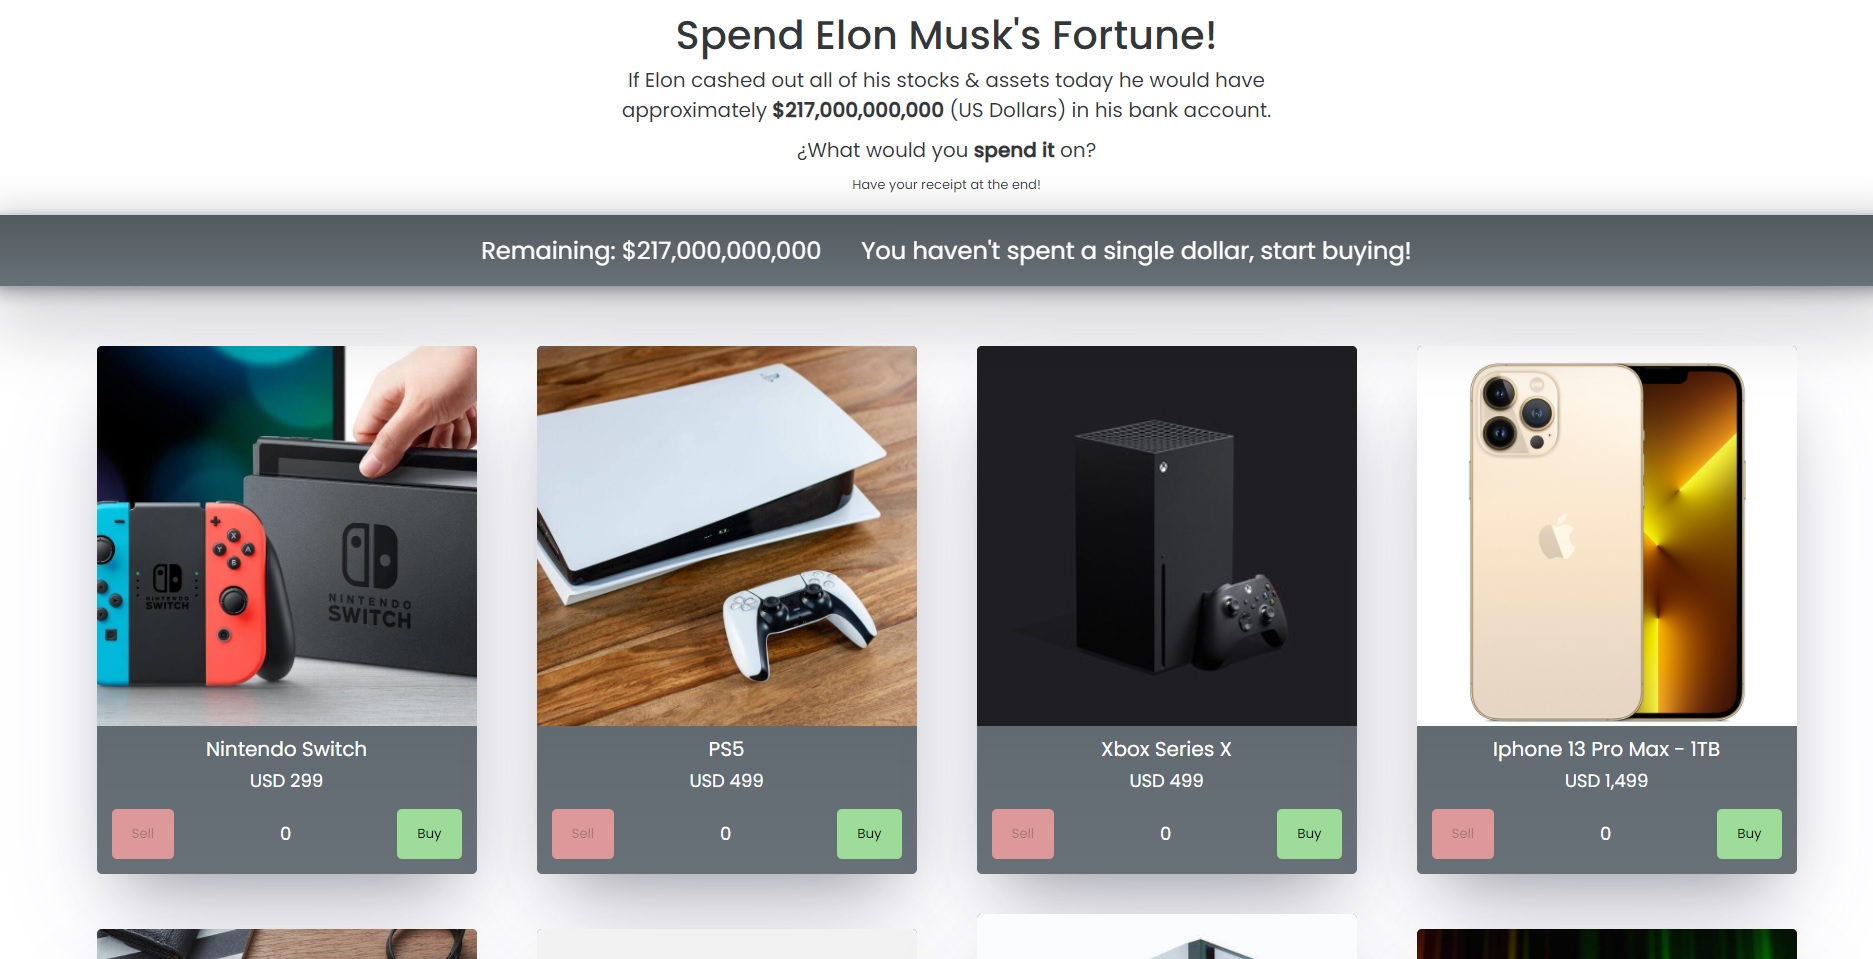 Spend Elon Musk's Fortune!
If Elon cashed out all of his stocks & assets today he would have
approximately $217,000,000,000 (US Dollars) in his bank account.
¿What would you spend it on?
Have your receipt at the end!
Remaining: $217,000,000,000 You haven't spent a single dollar, start buying!
NINTENDO
SWITCH
NINTENDO
SWITCH
X
Y A
B
Nintendo Switch
USD 299
Sell 0 Buy
PS5
USD 499
Sell 0 Buy
Xbox Series X
USD 499
Sell 0 Buy
Iphone 13 Pro Max - 1TB
USD 1,499
Sell 0 Buy